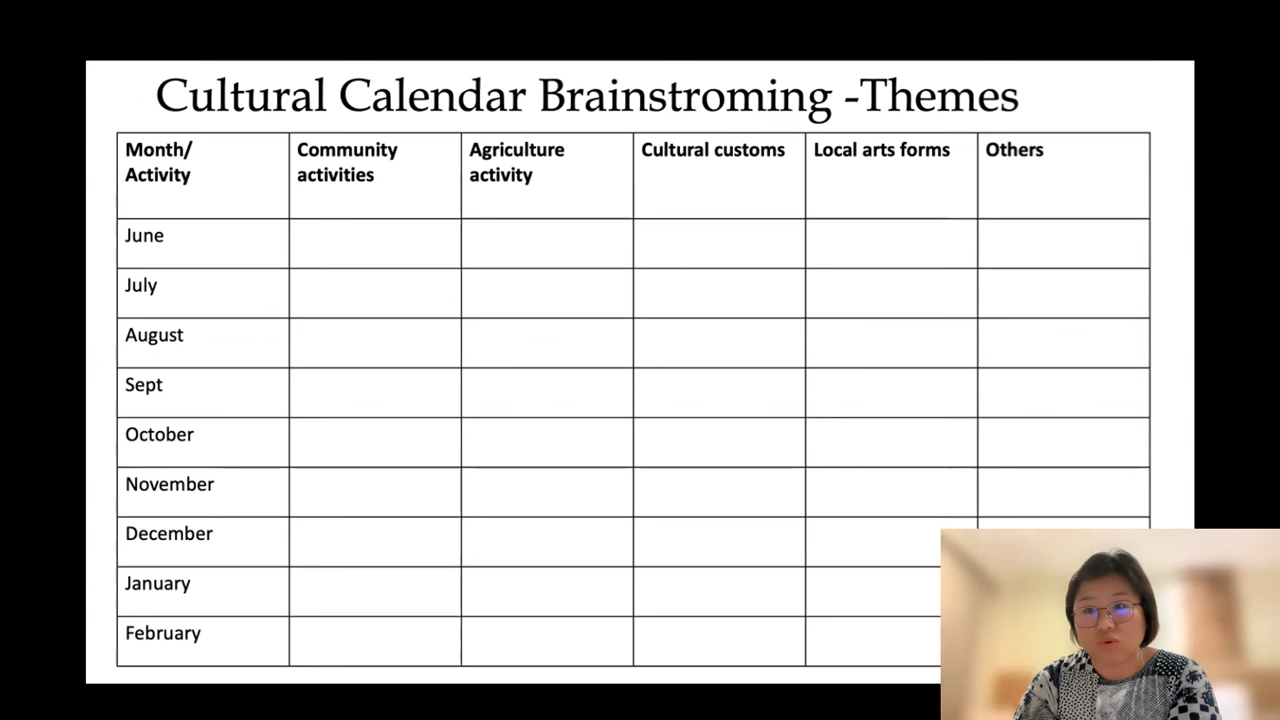 Cultural Calendar Brainstroming -Themes
Month/
Activity
Community
activities
Agriculture
activity
Cultural customs
Local arts forms
Others
June
July
August
Sept
October
November
December
January
February